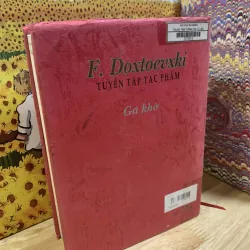 F. Doxtoevxki
TUYỂN TẬP TÁC PHẨM
Gã khờ